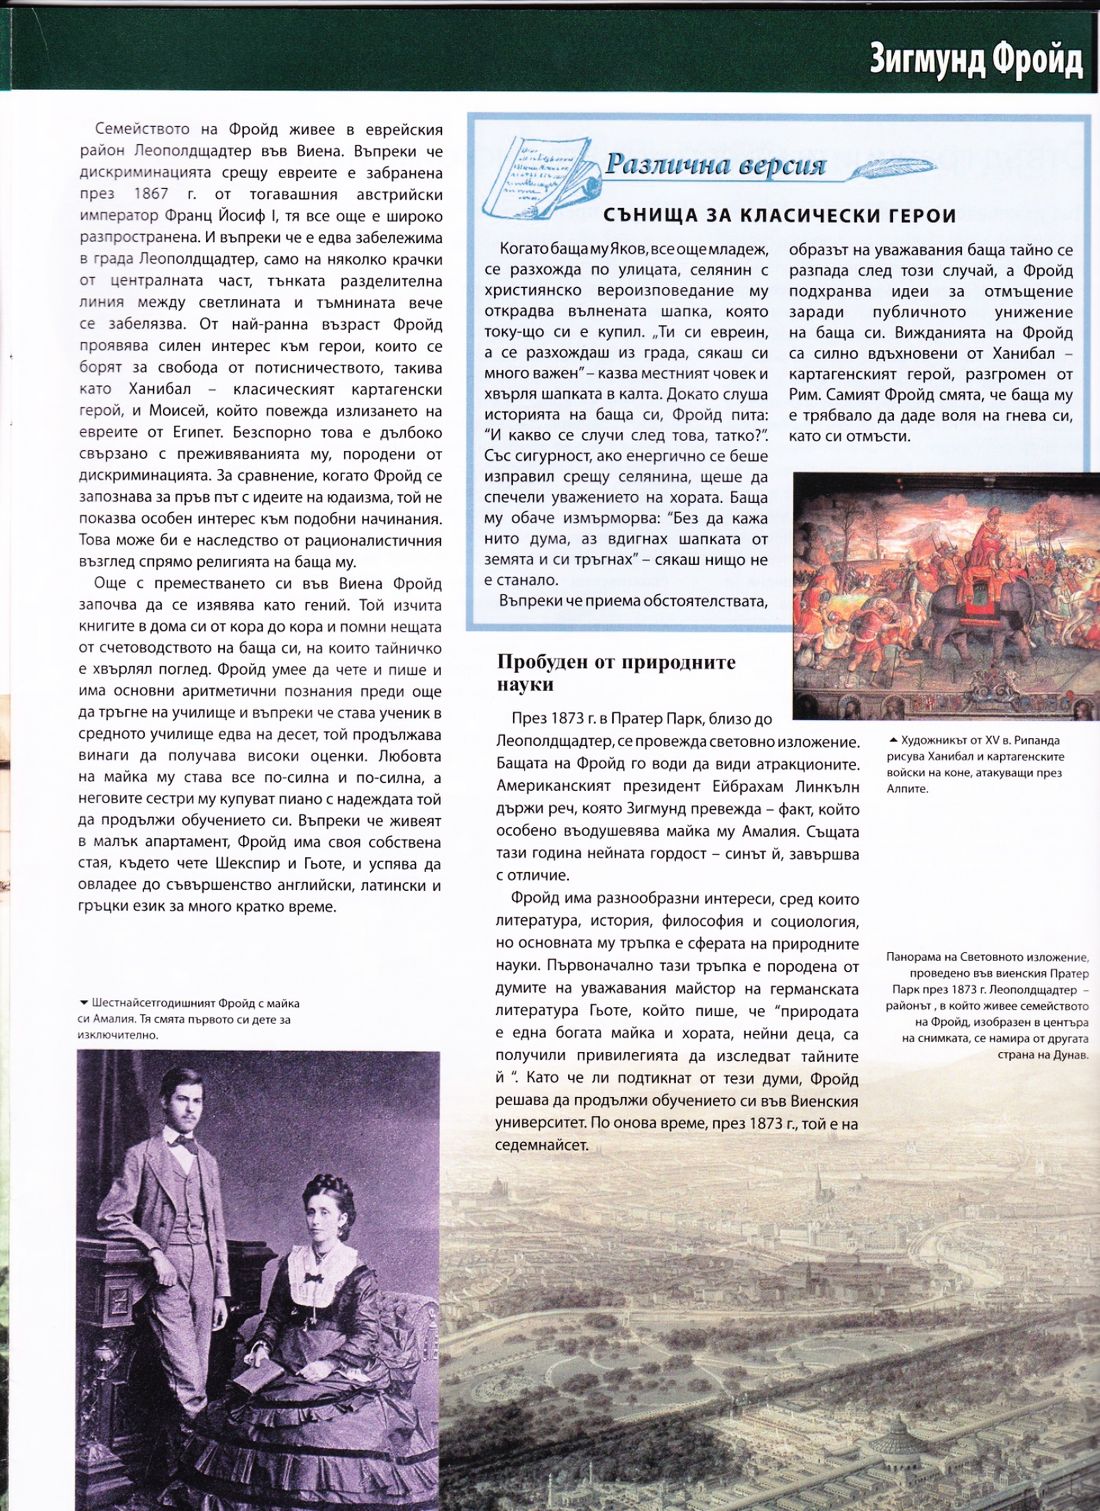 Зигмунд Фройд
Семейството на Фройд живее в еврейския
район Леополдщадтер във Виена. Въпреки че
дискриминацията срещу евреите е забранена
през 1867 г. от тогавашния австрийски
император Франц Йосиф I, тя все още е широко
разпространена. И въпреки че е едва забележима
в града Леополдщадтер, само на няколко крачки
от централната част, тънката разделителна
линия между светлината и тъмнината вече
се забелязва. От най-ранна възраст Фройд
проявява силен интерес към герои, които се
борят за свобода от потисничеството, такива
като Ханибал – класическият картагенски
герой, и Моисей, който повежда излизането на
евреите от Египет. Безспорно това е дълбоко
свързано с преживяванията му, породени от
дискриминацията. За сравнение, когато Фройд се
запознава за пръв път с идеите на юдаизма, той не
показва особен интерес към подобни начинания.
Това може би е наследство от рационалистичния
възглед спрямо религията на баща му.
Още с преместването си във Виена Фройд
започва да се изявява като гений. Той изчита
книгите в дома си от кора до кора и помни нещата
от счетоводството на баща си, на които тайничко
е хвърлял поглед. Фройд умее да чете и пише и
има основни аритметични познания преди още
да тръгне на училище и въпреки че става ученик в
средното училище едва на десет, той продължава
винаги да получава високи оценки. Любовта
на майка му става все по-силна и по-силна, а
неговите сестри му купуват пиано с надеждата той
да продължи обучението си. Въпреки че живеят
в малък апартамент, Фройд има своя собствена
стая, където чете Шекспир и Гьоте, и успява да
овладее до съвършенство английски, латински и
гръцки език за много кратко време.
Шестнайсетгодишният Фройд с майка
си Амалия. Тя смята първото си дете за
изключително.
Различна версия
СЪНИЩА ЗА КЛАСИЧЕСКИ ГЕРОИ
Когато баща му Яков, все още младеж,
се разхожда по улицата, селянин с
християнско вероизповедание му
открадва вълнената шапка, която
току-що си е купил. „Ти си евреин,
а се разхождаш из града, сякаш си
много важен” – казва местният човек и
хвърля шапката в калта. Докато слуша
историята на баща си, Фройд пита:
“И какво се случи след това, татко?”.
Със сигурност, ако енергично се беше
изправил срещу селянина, щеше да
спечели уважението на хората. Баща
му обаче измърморва: “Без да кажа
нито дума, аз вдигнах шапката от
земята и си тръгнах” – сякаш нищо не
е станало.
Въпреки че приема обстоятелствата,
образът на уважавания баща тайно се
разпада след този случай, а Фройд
подхранва идеи за отмъщение
заради публичното унижение
на баща си. Вижданията на Фройд
са силно вдъхновени от Ханибал –
картагенският герой, разгромен от
Рим. Самият Фройд смята, че баща му
е трябвало да даде воля на гнева си,
като си отмъсти.
Художникът от XV в. Рипанда
рисува Ханибал и картагенските
войски на коне, атакуващи през
Алпите.
Пробуден от природните
науки
През 1873 г. в Пратер Парк, близо до
Леополдщадтер, се провежда световно изложение.
Бащата на Фройд го води да види атракционите.
Американският президент Ейбрахам Линкълн
държи реч, която Зигмунд превежда – факт, който
особено въодушевява майка му Амалия. Същата
тази година нейната гордост – синът й, завършва
с отличие.
Фройд има разнообразни интереси, сред които
литература, история, философия и социология,
но основната му тръпка е сферата на природните
науки. Първоначално тази тръпка е породена от
думите на уважавания майстор на германската
литература Гьоте, който пише, че “природата
е една богата майка и хората, нейни деца, са
получили привилегията да изследват тайните
й “. Като че ли подтикнат от тези думи, Фройд
решава да продължи обучението си във Виенския
университет. По онова време, през 1873 г., той е на
седемнайсет.
Панорама на Световното изложение,
проведено във виенския Пратер
Парк през 1873 г. Леополдщадтер –
районът , в който живее семейството
на Фройд, изобразен в центъра
на снимката, се намира от другата
страна на Дунав.